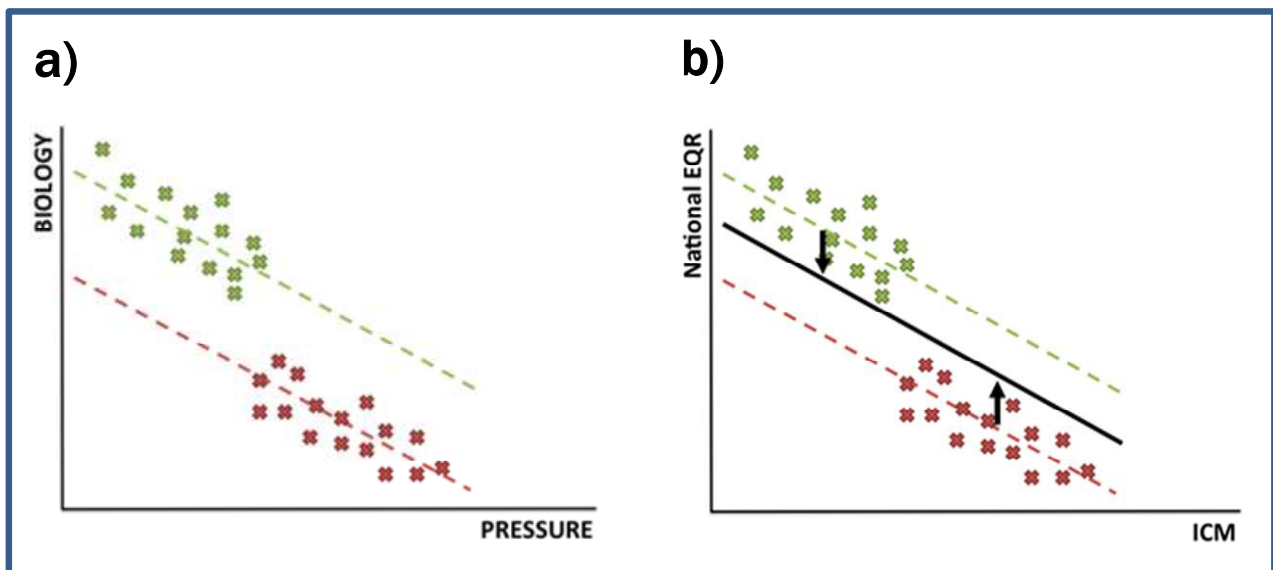 a)
BIOLOGY
PRESSURE
b)
National EQR
ICM